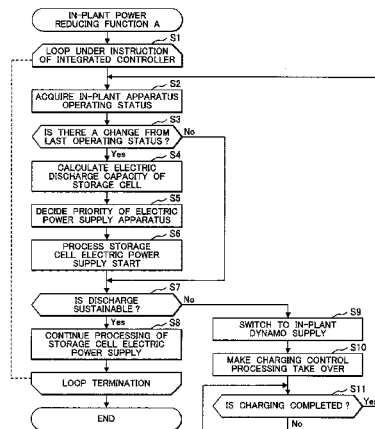 IN-PLANT POWER
REDUCING FUNCTION A
S1
LOOP UNDER INSTRUCTION
OF INTEGRATED CONTROLLER
S2
ACQUIRE IN-PLANT APPARATUS
OPERATING STATUS
S3
IS THERE A CHANGE FROM
LAST OPERATING STATUS?
No
Yes
S4
CALCULATE ELECTRIC
DISCHARGE CAPACITY OF
STORAGE CELL
S5
DECIDE PRIORITY OF ELECTRIC
POWER SUPPLY APPARATUS
S6
PROCESS STORAGE
CELL ELECTRIC POWER
SUPPLY START
S7
IS DISCHARGE
SUSTAINABLE?
No
Yes
S8
CONTINUE PROCESSING OF
STORAGE CELL ELECTRIC
POWER SUPPLY
LOOP TERMINATION
END
S9
SWITCH TO IN-PLANT
DYNAMO SUPPLY
S10
MAKE CHARGING CONTROL
PROCESSING TAKE OVER
S11
IS CHARGING COMPLETED?
Yes
No